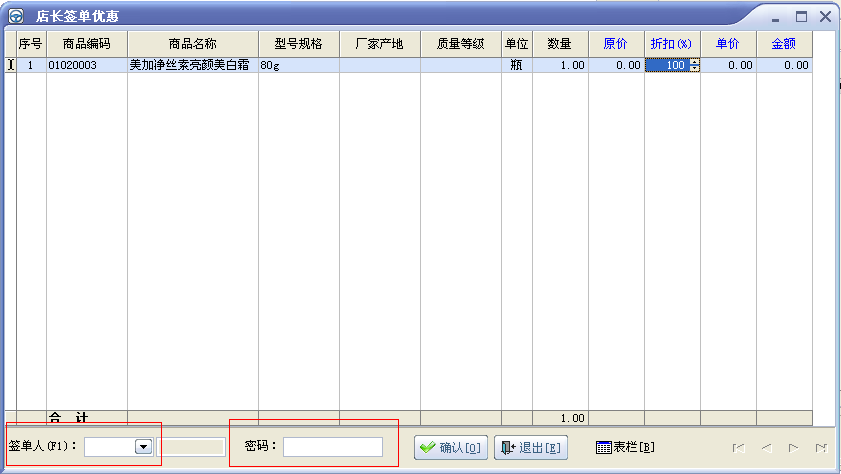 店长签单优惠
序号 商品编码 商品名称 型号规格 厂家产地 质量等级 单位 数量 原价 折扣(%) 单价 金额
1 01020003 美加净丝素亮颜美白霜 80g 瓶 1.00 0.00 100 0.00 0.00
合 计 1.00
签单人(F1): 密码: 确认[O] 退出[E] 表栏[B]